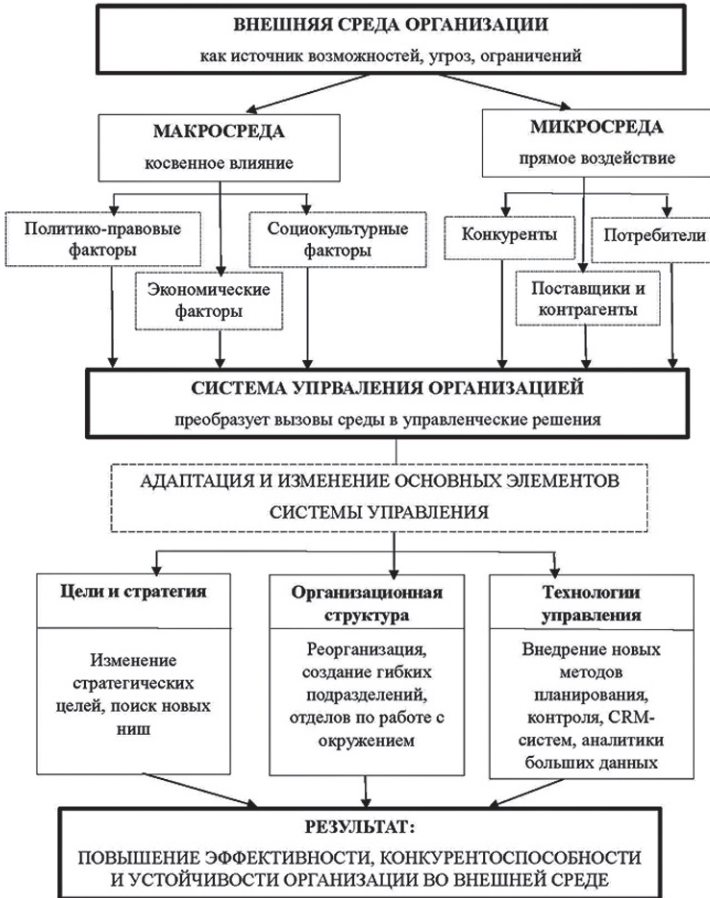 ВНЕШНЯЯ СРЕДА ОРГАНИЗАЦИИ
как источник возможностей, угроз, ограничений
МАКРОСРЕДА
косвенное влияние
МИКРОСРЕДА
прямое воздействие
Политико-правовые
факторы
Социокультурные
факторы
Конкуренты
Потребители
Экономические
факторы
Поставщики и
контрагенты
СИСТЕМА УПРВАЛЕНИЯ ОРГАНИЗАЦИЕЙ
преобразует вызовы среды в управленческие решения
АДАПТАЦИЯ И ИЗМЕНЕНИЕ ОСНОВНЫХ ЭЛЕМЕНТОВ
СИСТЕМЫ УПРАВЛЕНИЯ
Цели и стратегия
Изменение
стратегических
целей, поиск новых
ниш
Организационная
структура
Реорганизация,
создание гибких
подразделений,
отделов по работе с
окружением
Технологии
управления
Внедрение новых
методов
планирования,
контроля, CRM-
систем, аналитики
больших данных
РЕЗУЛЬТАТ:
ПОВЫШЕНИЕ ЭФФЕКТИВНОСТИ, КОНКУРЕНТОСПОСОБНОСТИ
И УСТОЙЧИВОСТИ ОРГАНИЗАЦИИ ВО ВНЕШНЕЙ СРЕДЕ